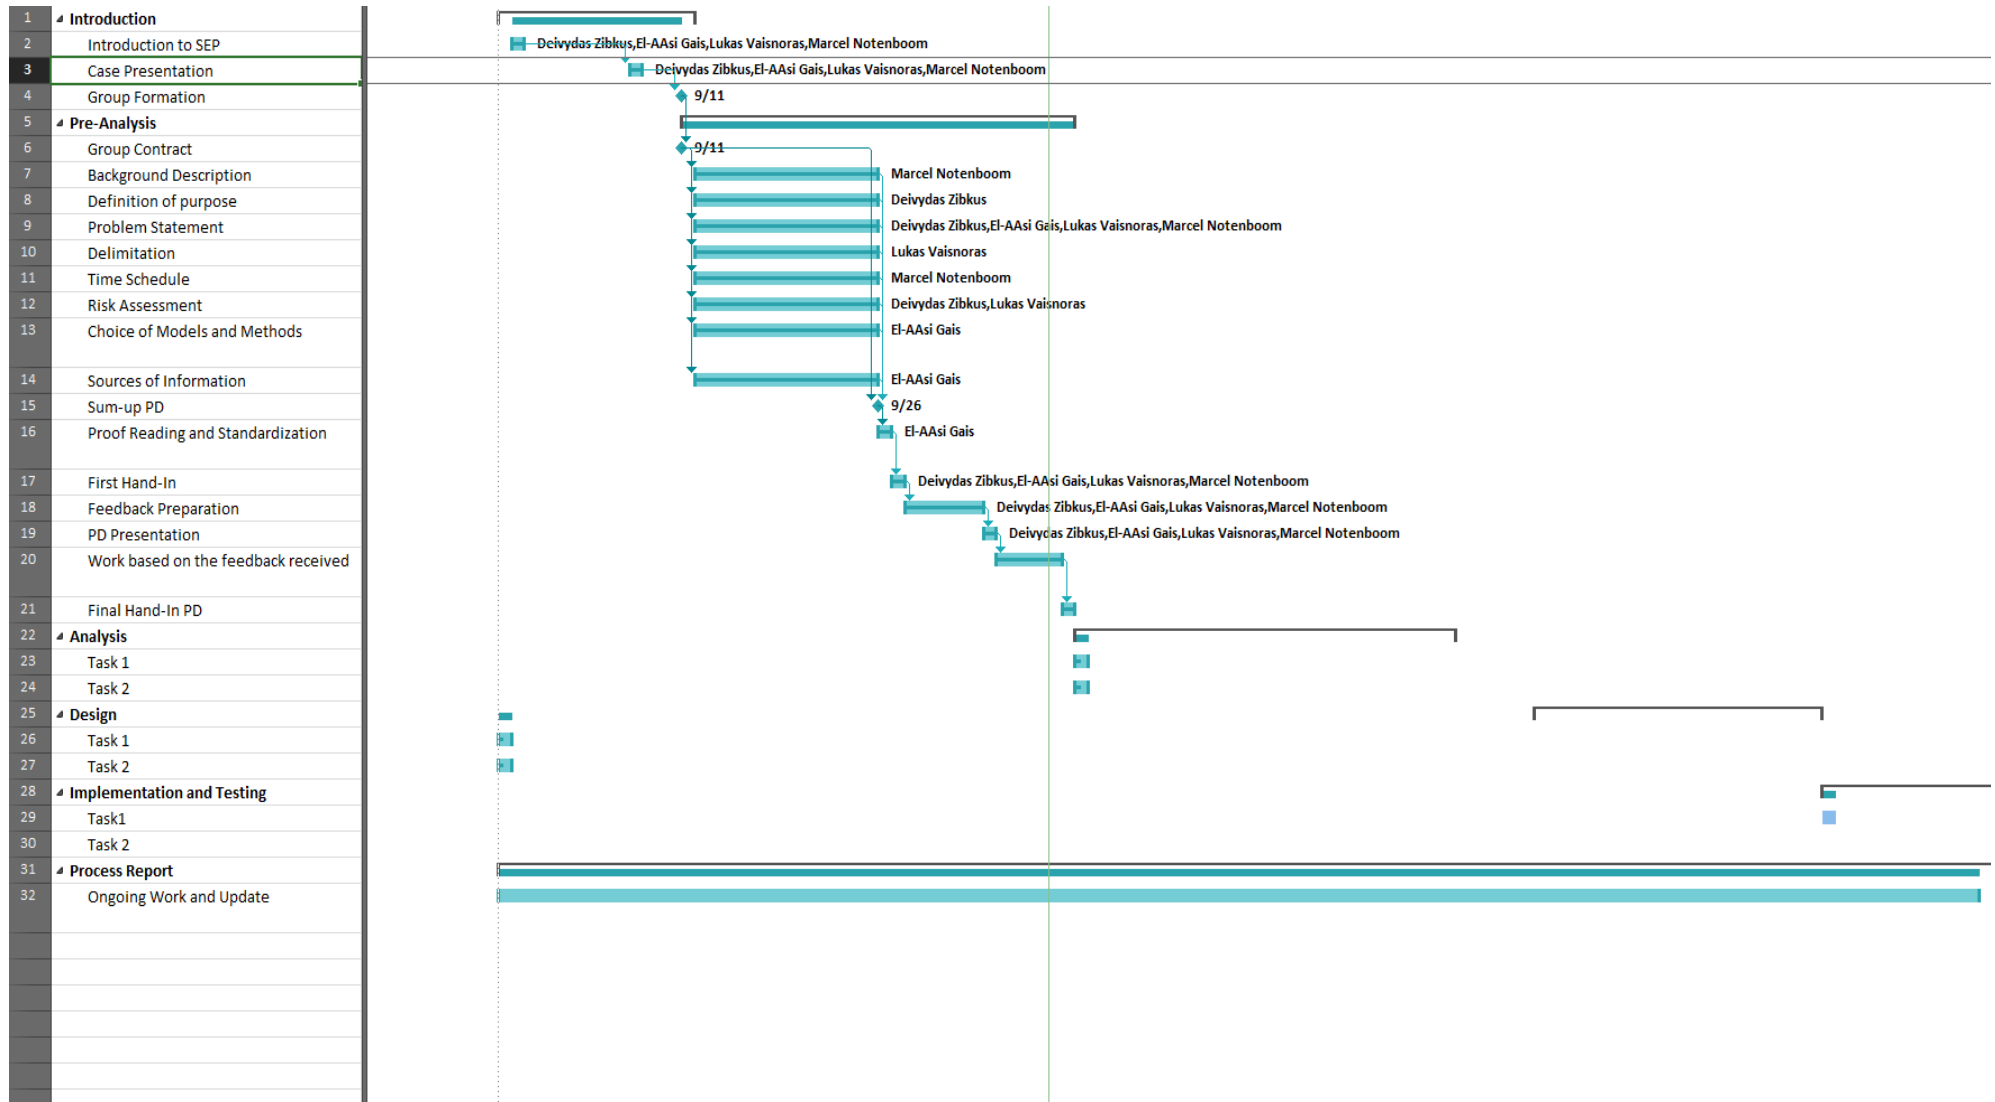 1 Introduction
2 Introduction to SEP Deivydas Zibkus,El-AAsi Gais,Lukas Vaisnoras,Marcel Notenboom
3 Case Presentation Deivydas Zibkus,El-AAsi Gais,Lukas Vaisnoras,Marcel Notenboom
4 Group Formation 9/11
5 Pre-Analysis
6 Group Contract 9/11
7 Background Description Marcel Notenboom
8 Definition of purpose Deivydas Zibkus
9 Problem Statement Deivydas Zibkus,El-AAsi Gais,Lukas Vaisnoras,Marcel Notenboom
10 Delimitation Lukas Vaisnoras
11 Time Schedule Marcel Notenboom
12 Risk Assessment Deivydas Zibkus,Lukas Vaisnoras
13 Choice of Models and Methods El-AAsi Gais
14 Sources of Information El-AAsi Gais
15 Sum-up PD 9/26
16 Proof Reading and Standardization El-AAsi Gais
17 First Hand-In Deivydas Zibkus,El-AAsi Gais,Lukas Vaisnoras,Marcel Notenboom
18 Feedback Preparation Deivydas Zibkus,El-AAsi Gais,Lukas Vaisnoras,Marcel Notenboom
19 PD Presentation Deivydas Zibkus,El-AAsi Gais,Lukas Vaisnoras,Marcel Notenboom
20 Work based on the feedback received
21 Final Hand-In PD
22 Analysis
23 Task 1
24 Task 2
25 Design
26 Task 1
27 Task 2
28 Implementation and Testing
29 Task1
30 Task 2
31 Process Report
32 Ongoing Work and Update